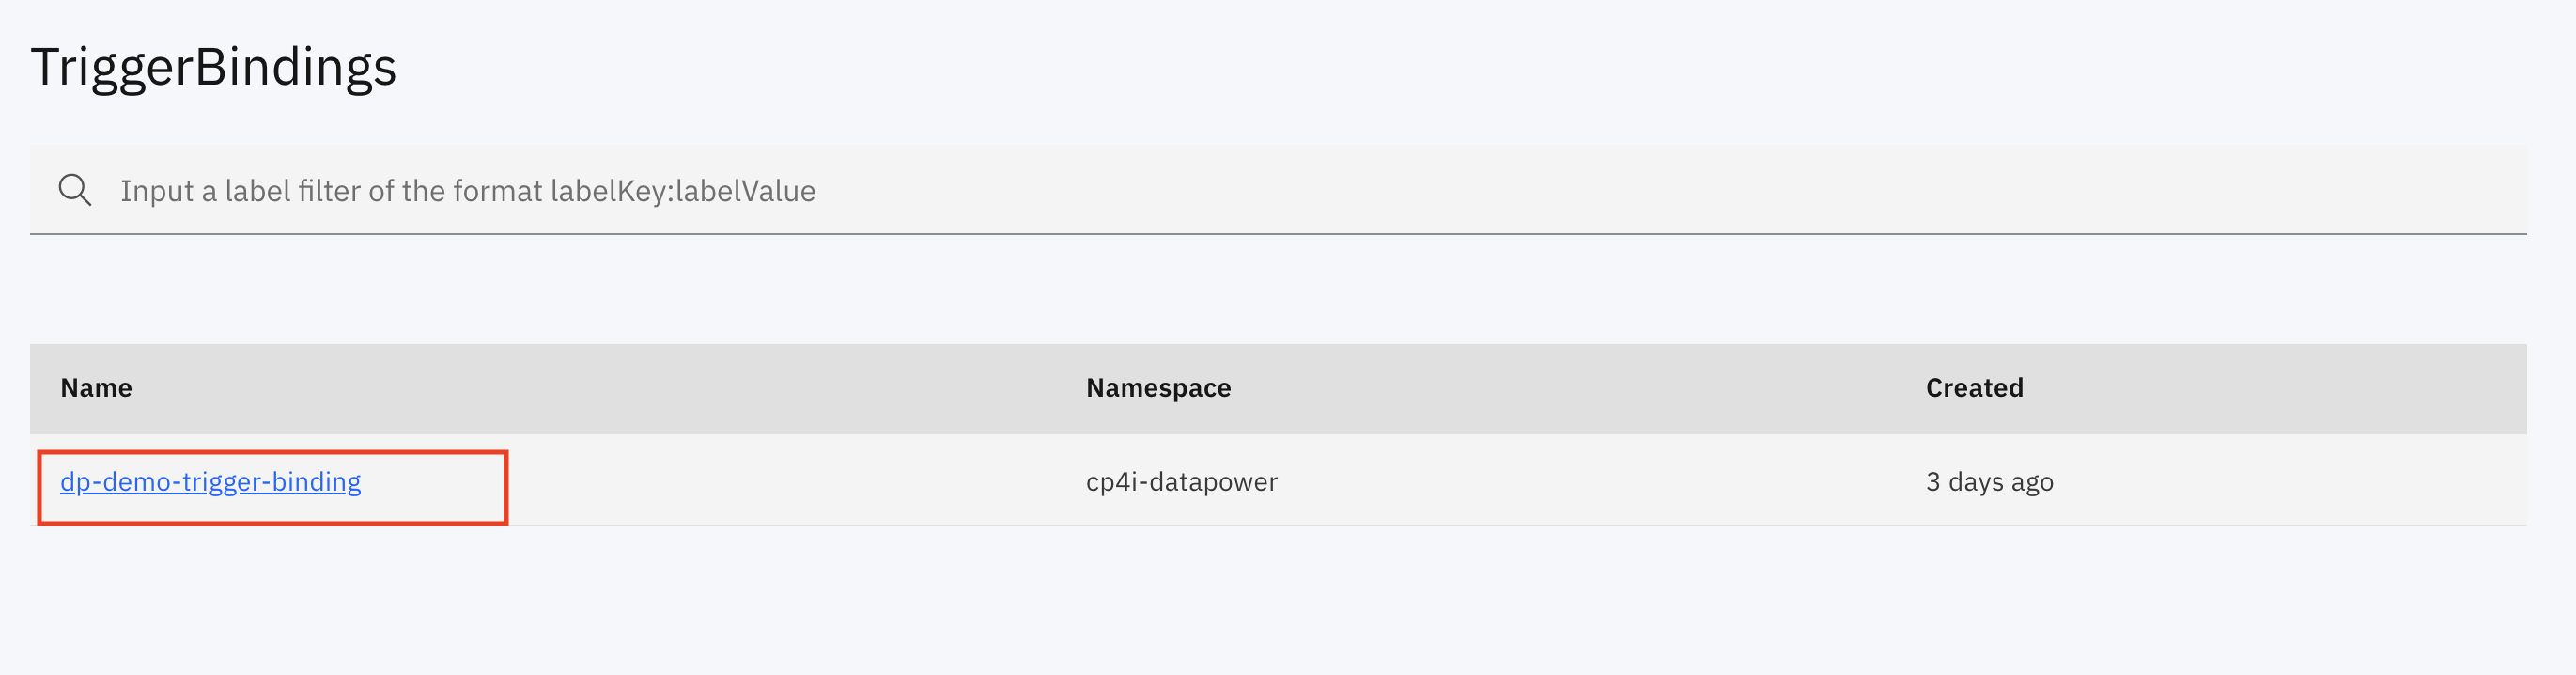 TriggerBindings
Input a label filter of the format labelKey:labelValue
Name Namespace Created
dp-demo-trigger-binding cp4i-datapower 3 days ago